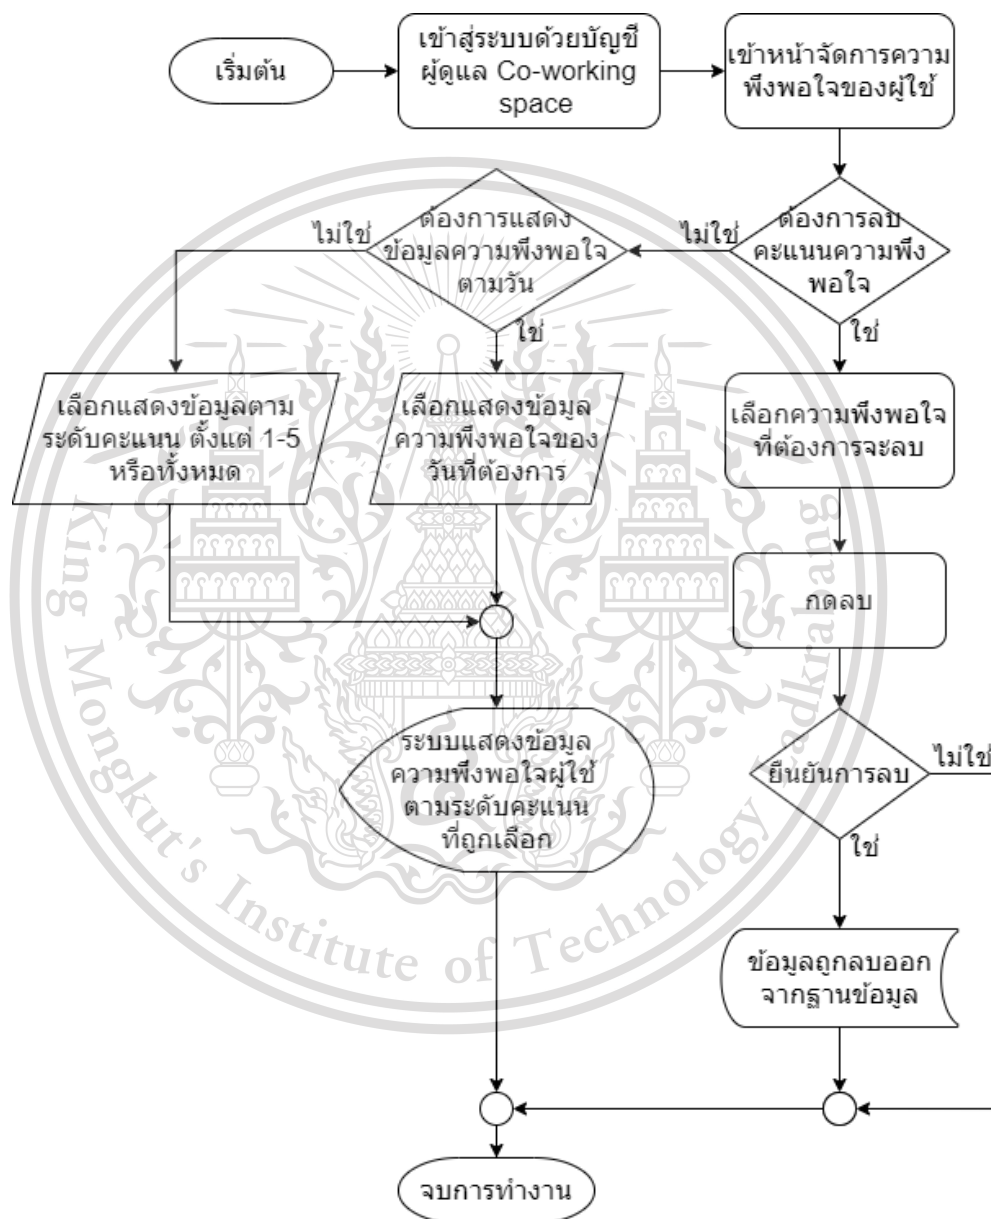 เริ่มต้น
เข้าสู่ระบบด้วยบัญชี
ผู้ดูแล Co-working
space
เข้าหน้าจัดการความ
พึงพอใจของผู้ใช้
ต้องการลบ
คะแนนความพึง
พอใจ
ไม่ใช่
ใช่
ต้องการแสดง
ข้อมูลความพึงพอใจ
ตามวัน
ไม่ใช่
ใช่
เลือกแสดงข้อมูลตาม
ระดับคะแนน ตั้งแต่ 1-5
หรือทั้งหมด
เลือกแสดงข้อมูล
ความพึงพอใจของ
วันที่ต้องการ
เลือกความพึงพอใจ
ที่ต้องการจะลบ
กดลบ
ระบบแสดงข้อมูล
ความพึงพอใจผู้ใช้
ตามระดับคะแนน
ที่ถูกเลือก
ยืนยันการลบ
ไม่ใช่
ใช่
ข้อมูลถูกลบออก
จากฐานข้อมูล
จบการทำงาน
King Mongkut's Institute of Technology Ladkrabang